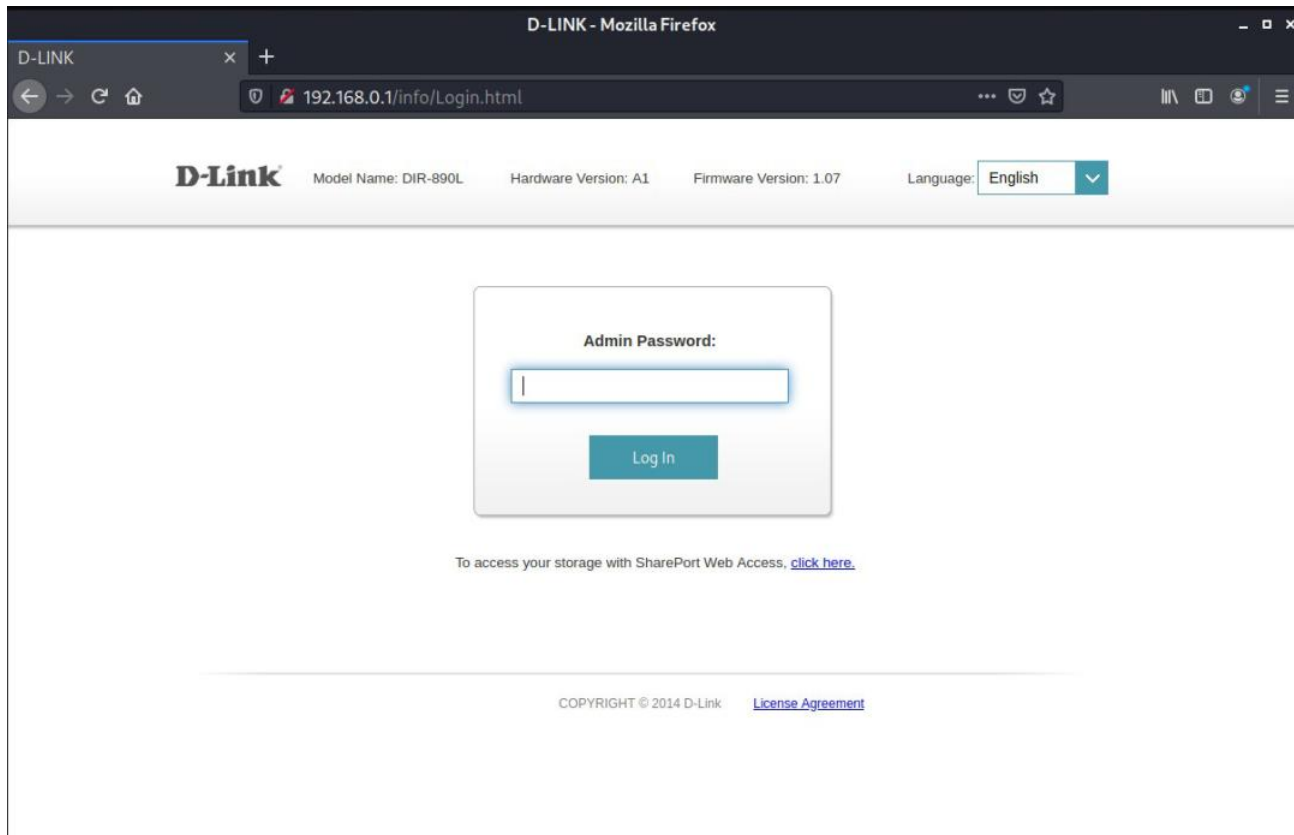 D-LINK - Mozilla Firefox
D-LINK
192.168.0.1/info/Login.html
D-Link Model Name: DIR-890L Hardware Version: A1 Firmware Version: 1.07 Language: English
Admin Password:
Log In
To access your storage with SharePort Web Access, click here.
COPYRIGHT © 2014 D-Link License Agreement